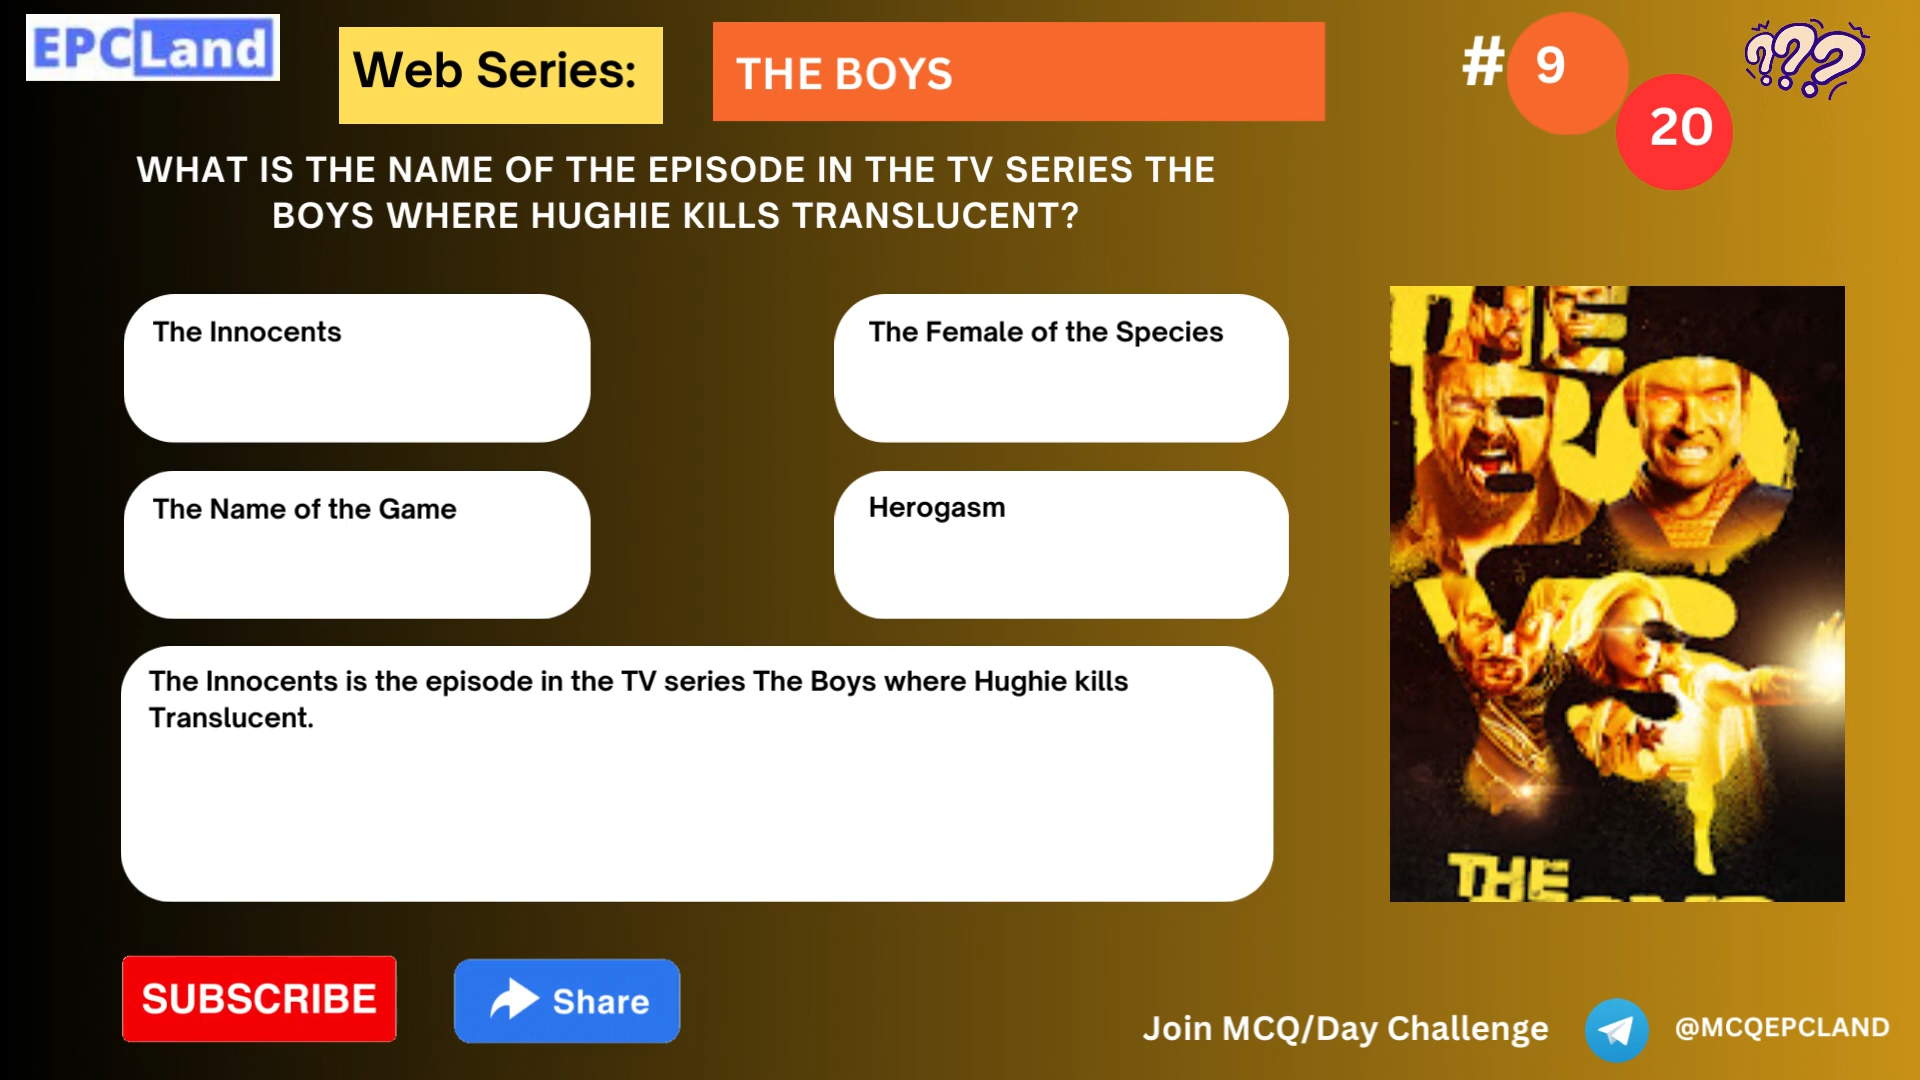 EPCLand
Web Series:
THE BOYS
# 9
20
???
WHAT IS THE NAME OF THE EPISODE IN THE TV SERIES THE
BOYS WHERE HUGHIE KILLS TRANSLUCENT?
The Innocents
The Female of the Species
The Name of the Game
Herogasm
The Innocents is the episode in the TV series The Boys where Hughie kills
Translucent.
THE
BOYS
THE
SUBSCRIBE
Share
Join MCQ/Day Challenge
@MCQEPCLAND